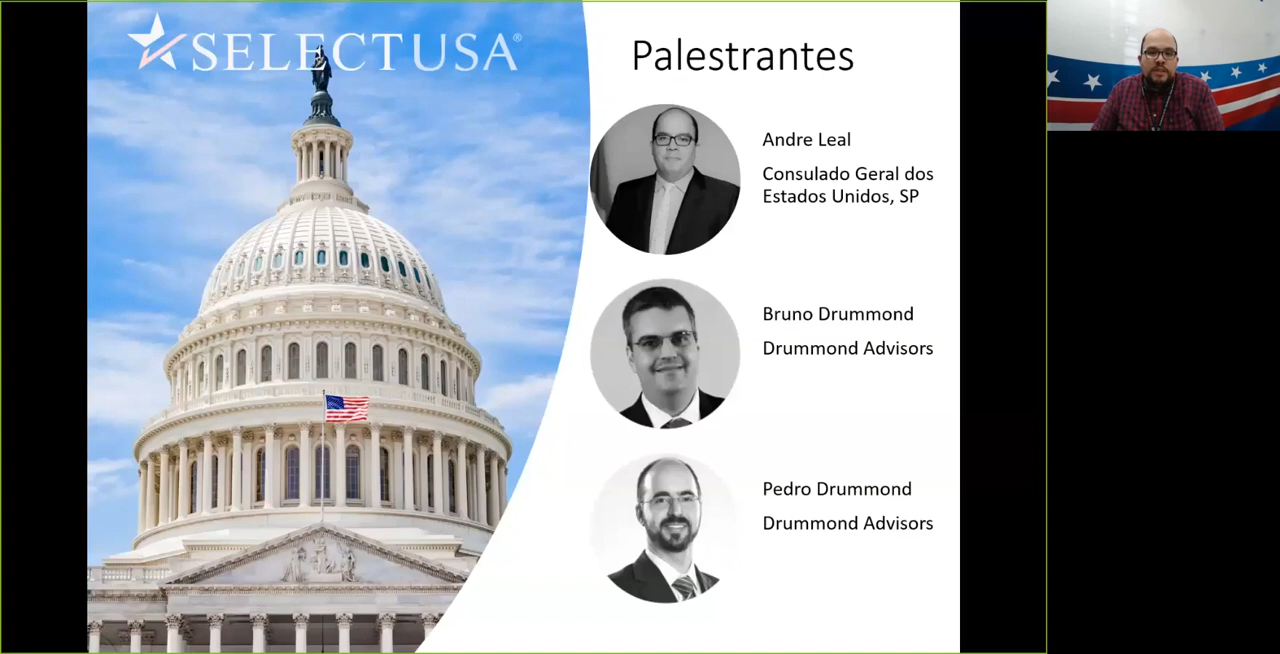 SELECTUSA®
Palestrantes
Andre Leal
Consulado Geral dos
Estados Unidos, SP
Bruno Drummond
Drummond Advisors
Pedro Drummond
Drummond Advisors